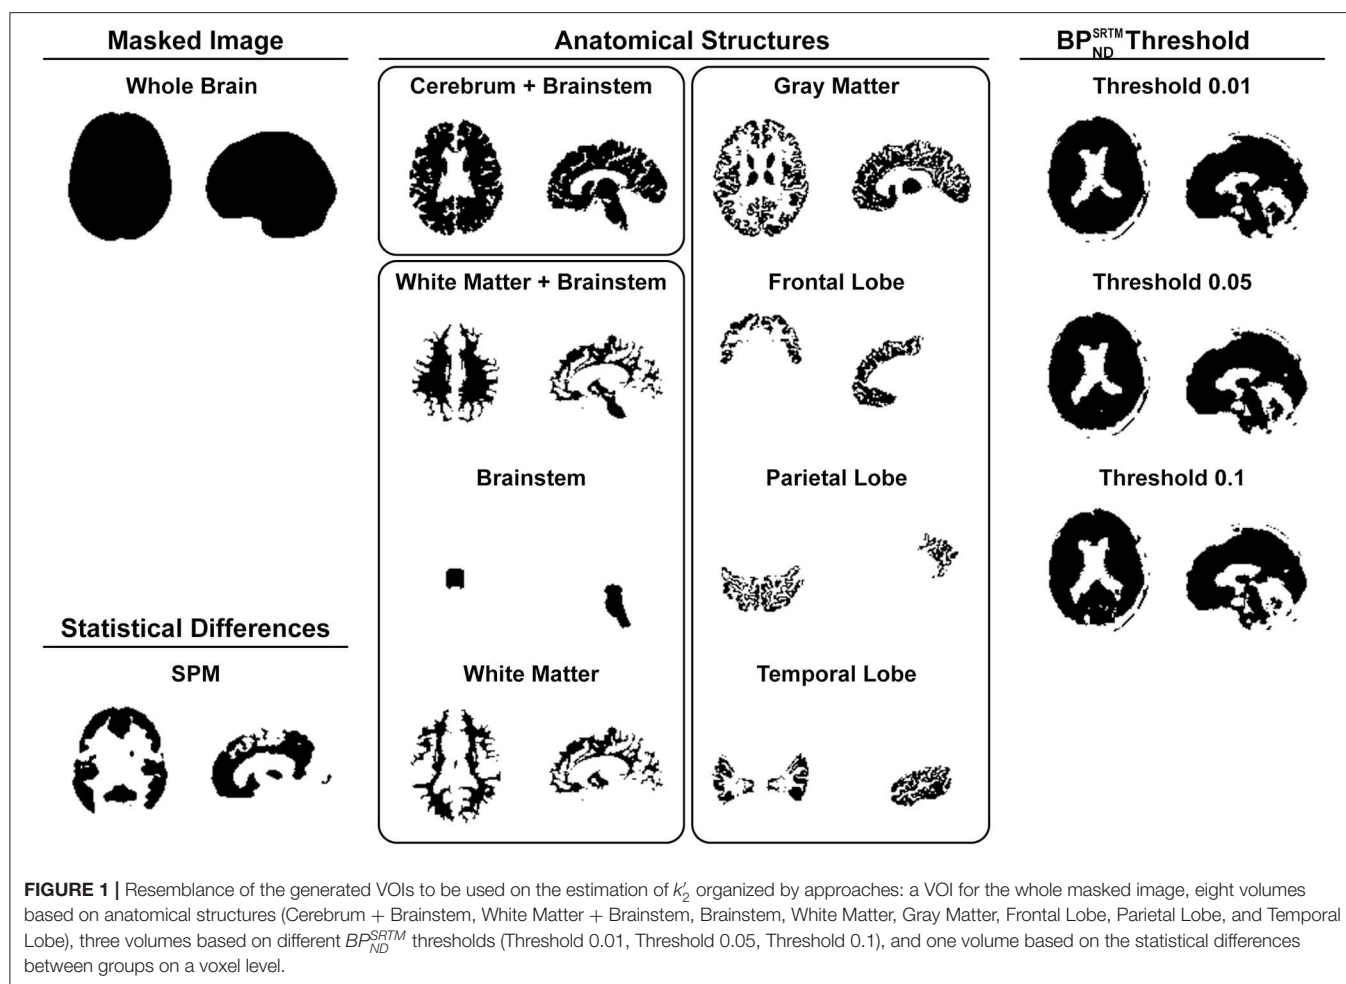 Masked Image
Whole Brain
Anatomical Structures
Cerebrum + Brainstem
Gray Matter
White Matter + Brainstem
Frontal Lobe
Brainstem
Parietal Lobe
White Matter
Temporal Lobe
BP^SRTM_ND Threshold
Threshold 0.01
Threshold 0.05
Threshold 0.1
Statistical Differences
SPM
FIGURE 1 | Resemblance of the generated VOIs to be used on the estimation of k′2 organized by approaches: a VOI for the whole masked image, eight volumes
based on anatomical structures (Cerebrum + Brainstem, White Matter + Brainstem, Brainstem, White Matter, Gray Matter, Frontal Lobe, Parietal Lobe, and Temporal
Lobe), three volumes based on different BP^SRTM_ND thresholds (Threshold 0.01, Threshold 0.05, Threshold 0.1), and one volume based on the statistical differences
between groups on a voxel level.